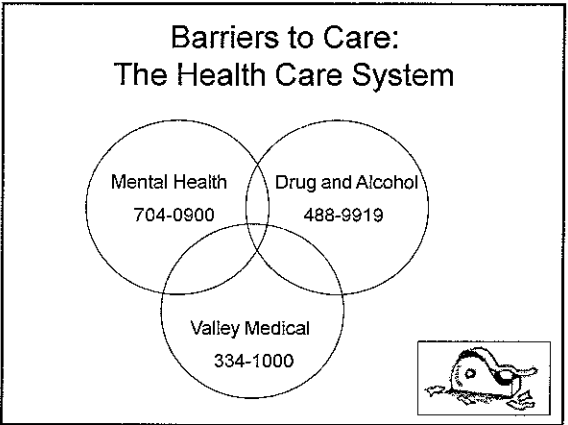 Barriers to Care:
The Health Care System
Mental Health
704-0900
Drug and Alcohol
488-9919
Valley Medical
334-1000